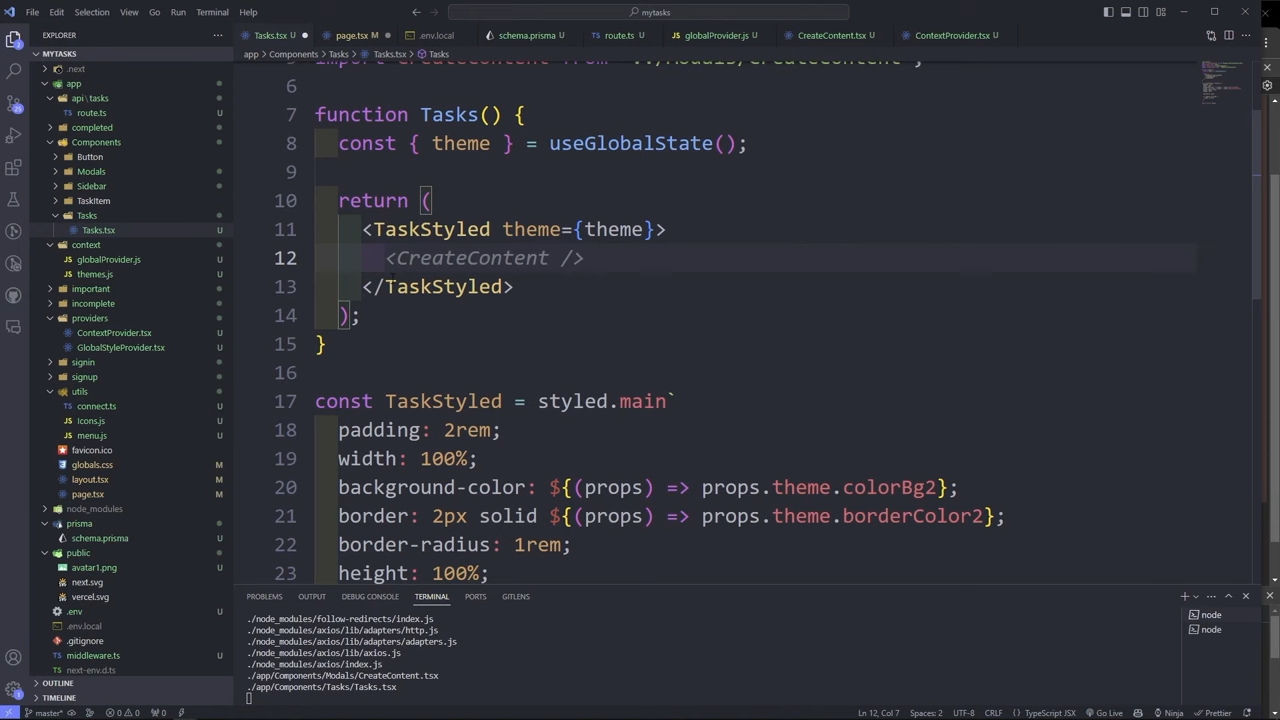 File Edit Selection View Go Run Terminal Help
mytasks
EXPLORER
Tasks.tsx U
page.tsx M
.env.local
schema.prisma U
route.ts U
globalProvider.js U
CreateContent.tsx U
ContextProvider.tsx U
MYTASKS
app > Components > Tasks > Tasks.tsx > Tasks
.next
app
api\tasks
route.ts U
completed
Components
Button
Modals
Sidebar
TaskItem
Tasks
Tasks.tsx U
context
globalProvider.js U
themes.js U
important
incomplete
providers
ContextProvider.tsx U
GlobalStyleProvider.tsx U
signin
signup
utils
connect.ts U
Icons.js U
menu.js U
favicon.ico
globals.css M
layout.tsx M
page.tsx M
node_modules
prisma
schema.prisma U
public
avatar1.png U
next.svg
vercel.svg
.env U
.env.local
.gitignore
middleware.ts U
next-env.d.ts
OUTLINE
TIMELINE
import CreateContent from "../Modals/CreateContent";
6
7 function Tasks() {
8 const { theme } = useGlobalState();
9
10 return (
11 <TaskStyled theme={theme}>
12 <CreateContent />
13 </TaskStyled>
14 );
15 }
16
17 const TaskStyled = styled.main`
18 padding: 2rem;
19 width: 100%;
20 background-color: ${(props) => props.theme.colorBg2};
21 border: 2px solid ${(props) => props.theme.borderColor2};
22 border-radius: 1rem;
23 height: 100%;
PROBLEMS OUTPUT DEBUG CONSOLE TERMINAL PORTS GITLENS
./node_modules/follow-redirects/index.js
./node_modules/axios/lib/adapters/http.js
./node_modules/axios/lib/adapters/adapters.js
./node_modules/axios/lib/axios.js
./node_modules/axios/index.js
./app/Components/Modals/CreateContent.tsx
./app/Components/Tasks/Tasks.tsx
node
node
master* 0 0 0 Ln 12, Col 7 Spaces: 2 UTF-8 CRLF {} TypeScript JSX Go Live Ninja Prettier